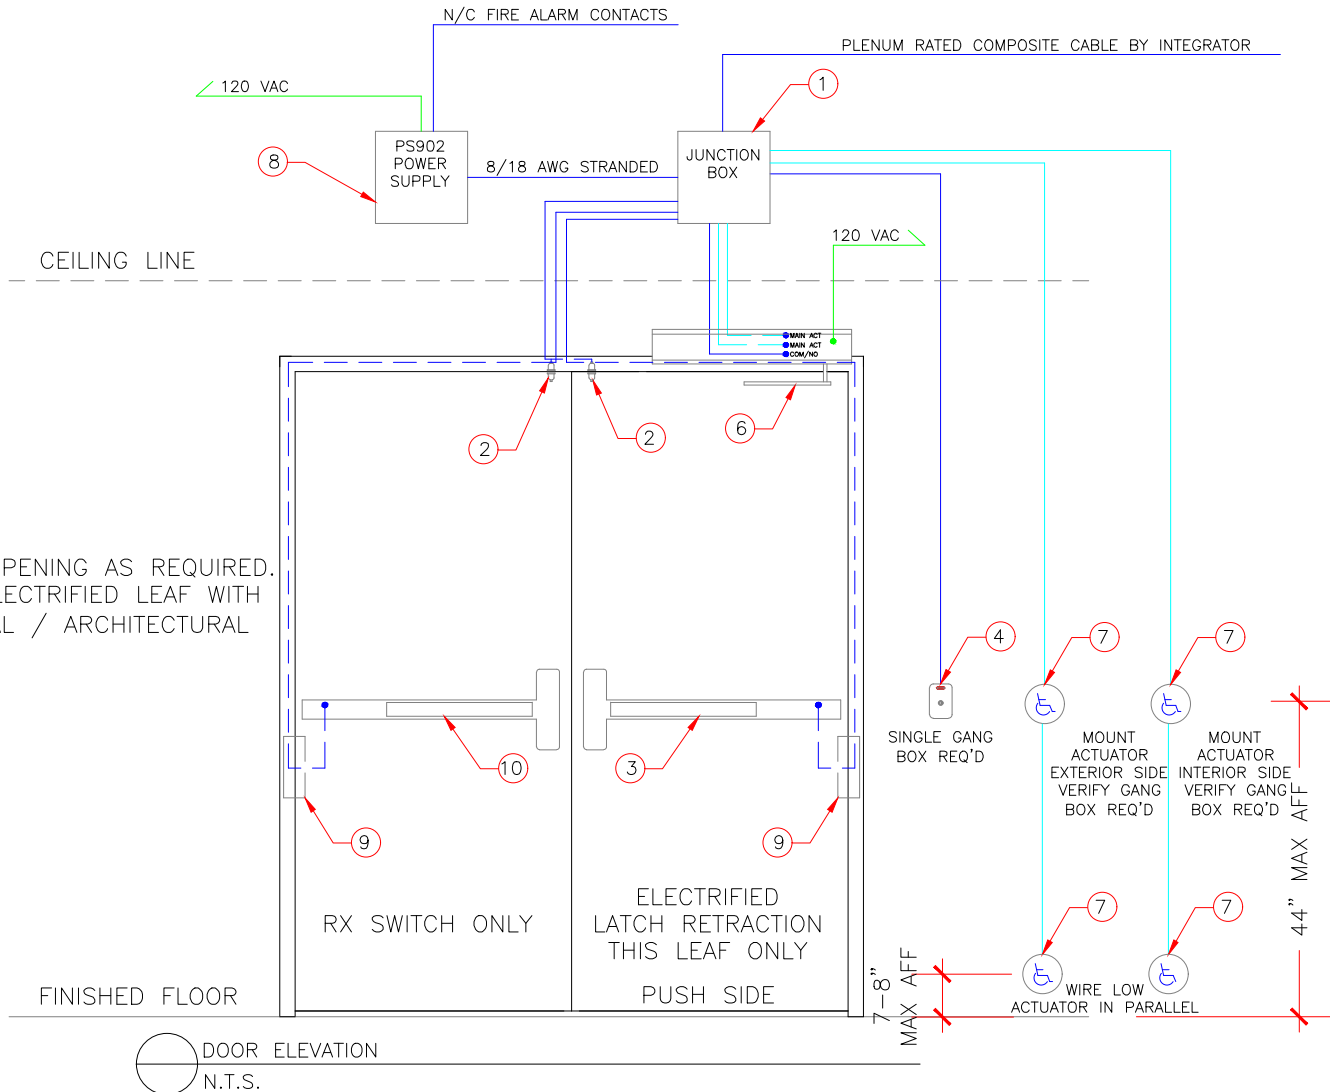 N/C FIRE ALARM CONTACTS
PLENUM RATED COMPOSITE CABLE BY INTEGRATOR
120 VAC
1
PS902
POWER
SUPPLY
8
8/18 AWG STRANDED
JUNCTION
BOX
120 VAC
CEILING LINE
MAIN ACT
MAIN ACT
COM/NO
2
2
6
PENING AS REQUIRED.
LECTRIFIED LEAF WITH
AL / ARCHITECTURAL
4
7
7
SINGLE GANG
BOX REQ'D
MOUNT
ACTUATOR
EXTERIOR SIDE
VERIFY GANG
BOX REQ'D
MOUNT
ACTUATOR
INTERIOR SIDE
VERIFY GANG
BOX REQ'D
10
3
9
9
44" MAX AFF
RX SWITCH ONLY
ELECTRIFIED
LATCH RETRACTION
THIS LEAF ONLY
PUSH SIDE
7
7
7-8"
MAX AFF
WIRE LOW
ACTUATOR IN PARALLEL
FINISHED FLOOR
DOOR ELEVATION
N.T.S.